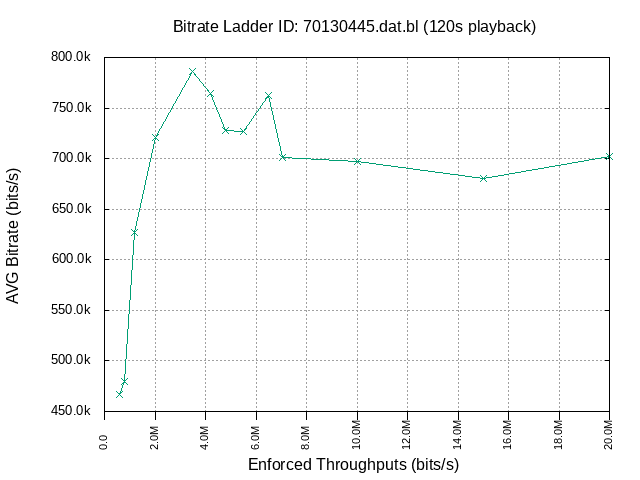 Bitrate Ladder ID: 70130445.dat.bl (120s playback)
800.0k
750.0k
700.0k
650.0k
600.0k
550.0k
500.0k
450.0k
AVG Bitrate (bits/s)
0.0
2.0M
4.0M
6.0M
8.0M
10.0M
12.0M
14.0M
16.0M
18.0M
20.0M
Enforced Throughputs (bits/s)